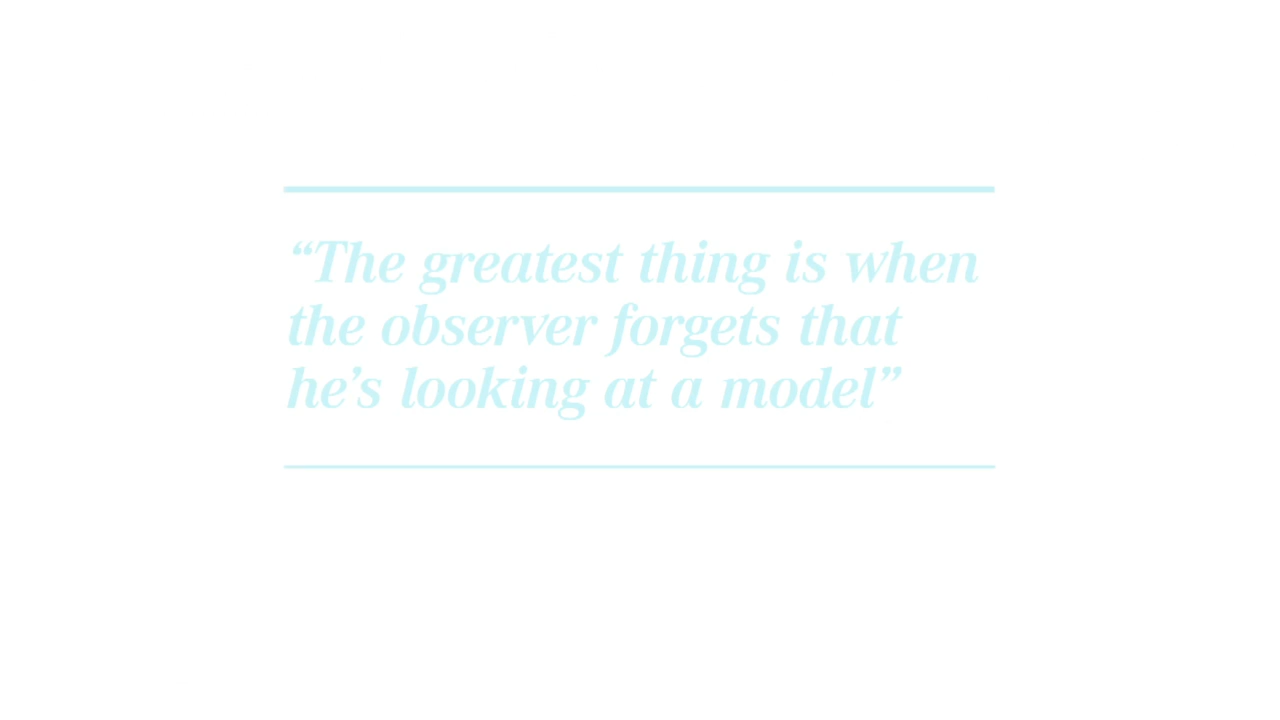 “The greatest thing is when
the observer forgets that
he’s looking at a model”